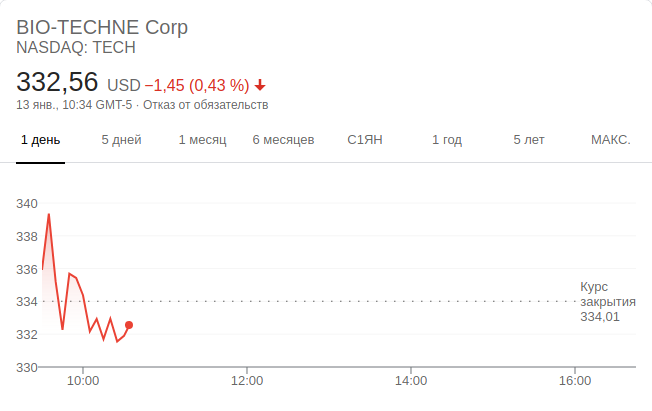 BIO-TECHNE Corp
NASDAQ: TECH
332,56 USD −1,45 (0,43 %)
13 янв., 10:34 GMT-5 · Отказ от обязательств
1 день 5 дней 1 месяц 6 месяцев С1ЯН 1 год 5 лет МАКС.
340
338
336
334
332
330
Курс
закрытия
334,01
10:00 12:00 14:00 16:00